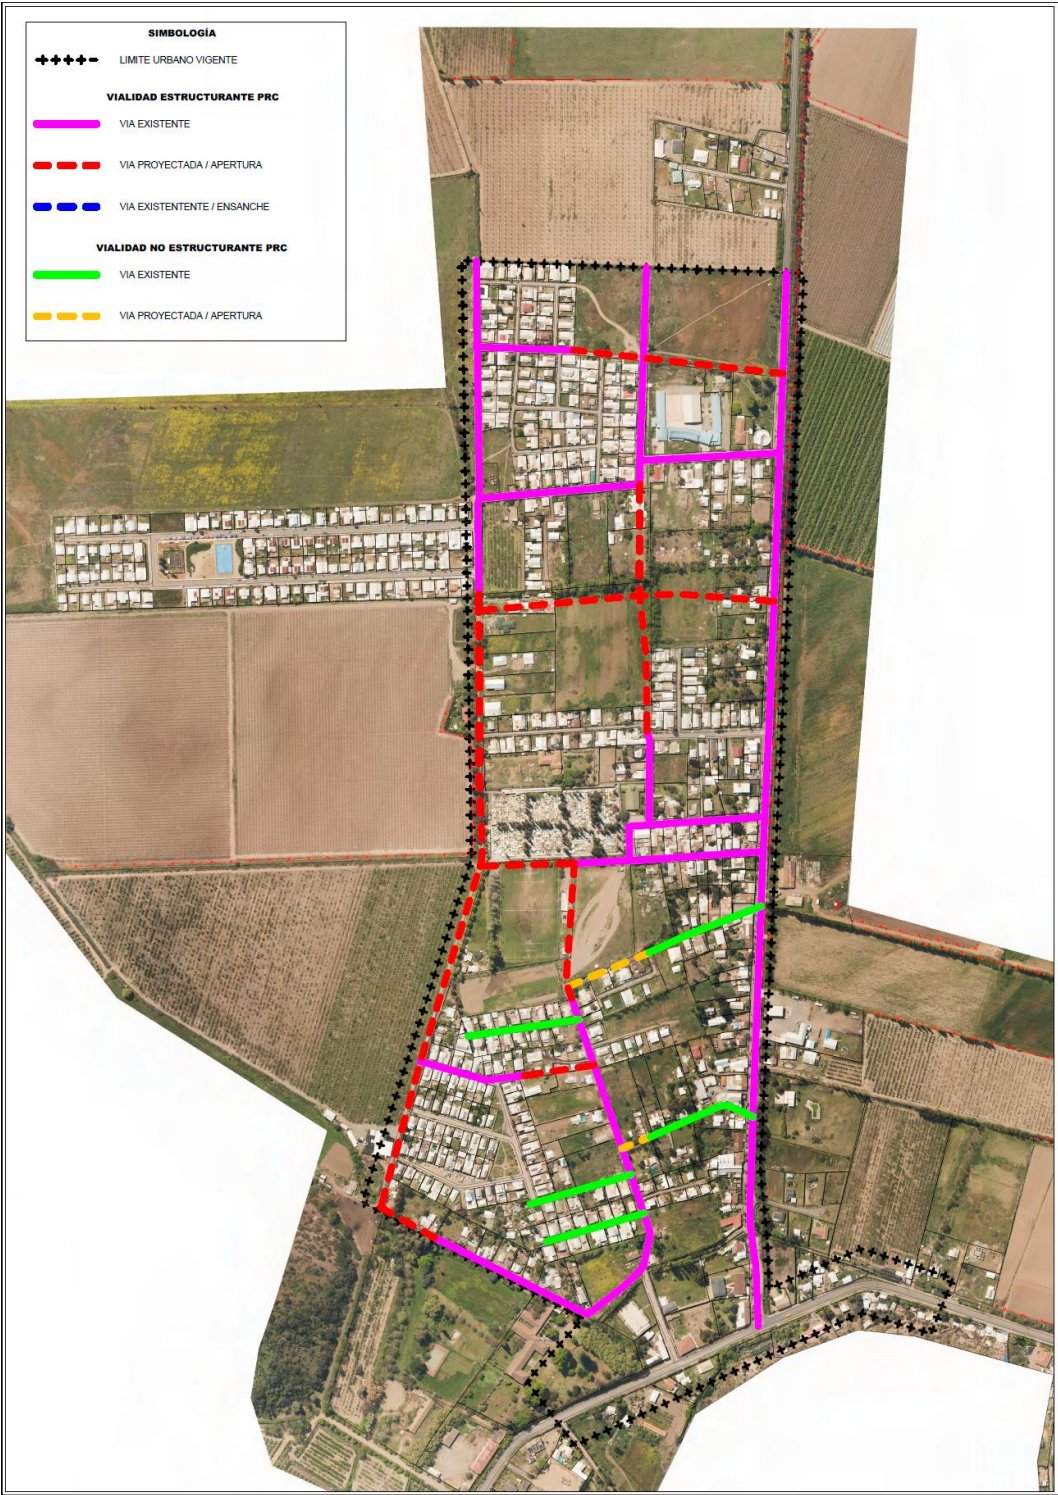 SIMBOLOGÍA
LIMITE URBANO VIGENTE
VIALIDAD ESTRUCTURANTE PRC
VIA EXISTENTE
VIA PROYECTADA / APERTURA
VIA EXISTENTENTE / ENSANCHE
VIALIDAD NO ESTRUCTURANTE PRC
VIA EXISTENTE
VIA PROYECTADA / APERTURA